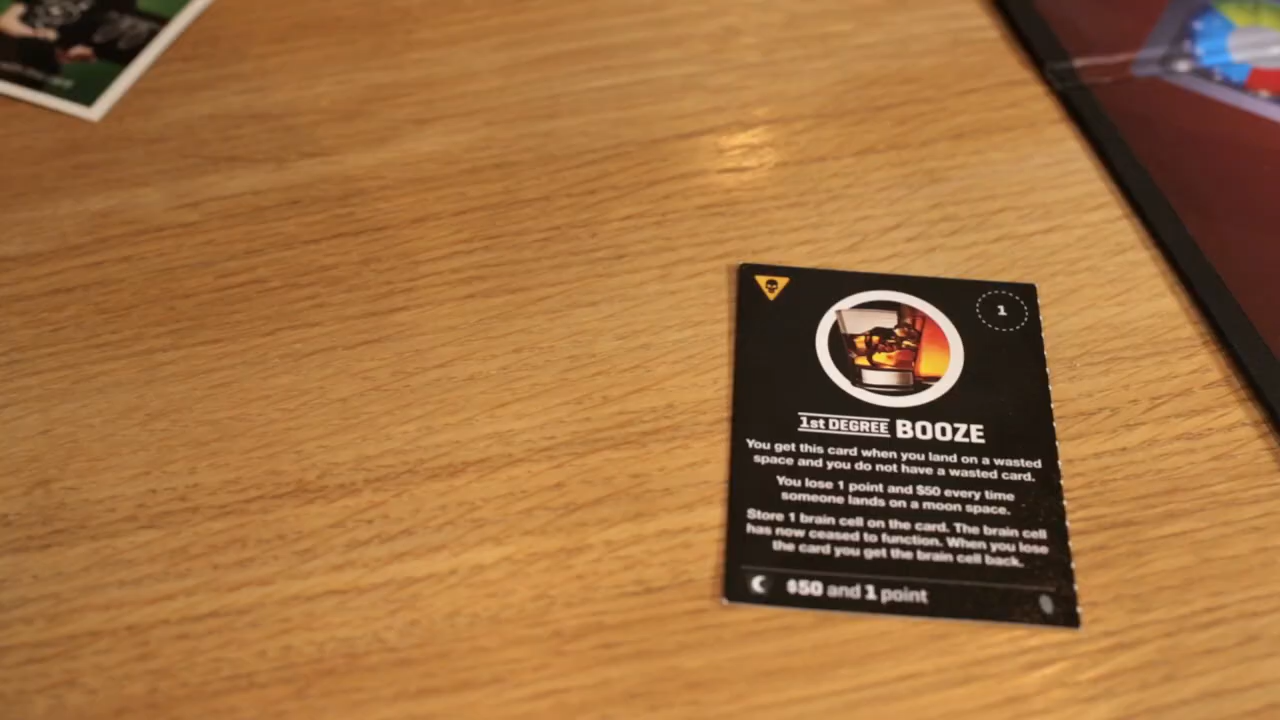 1
1st DEGREE BOOZE
You get this card when you land on a wasted
space and you do not have a wasted card.
You lose 1 point and $50 every time
someone lands on a moon space.
Store 1 brain cell on the card. The brain cell
has now ceased to function. When you lose
the card you get the brain cell back.
$50 and 1 point